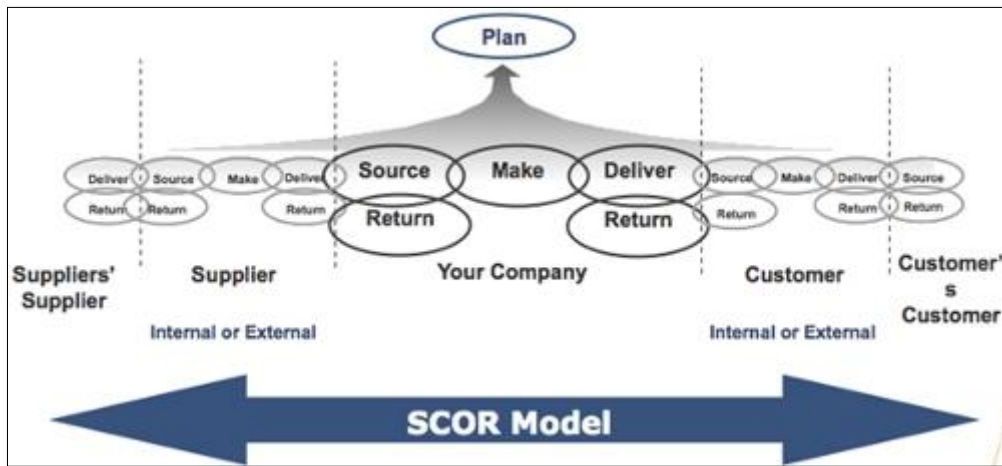 Plan
Deliver Source Make Deliver Source Make Deliver Source Make Deliver Source
Return Return Return Return Return Return Return Return
Suppliers'
Supplier
Supplier
Your Company
Customer
Customer'
s
Customer
Internal or External
Internal or External
SCOR Model